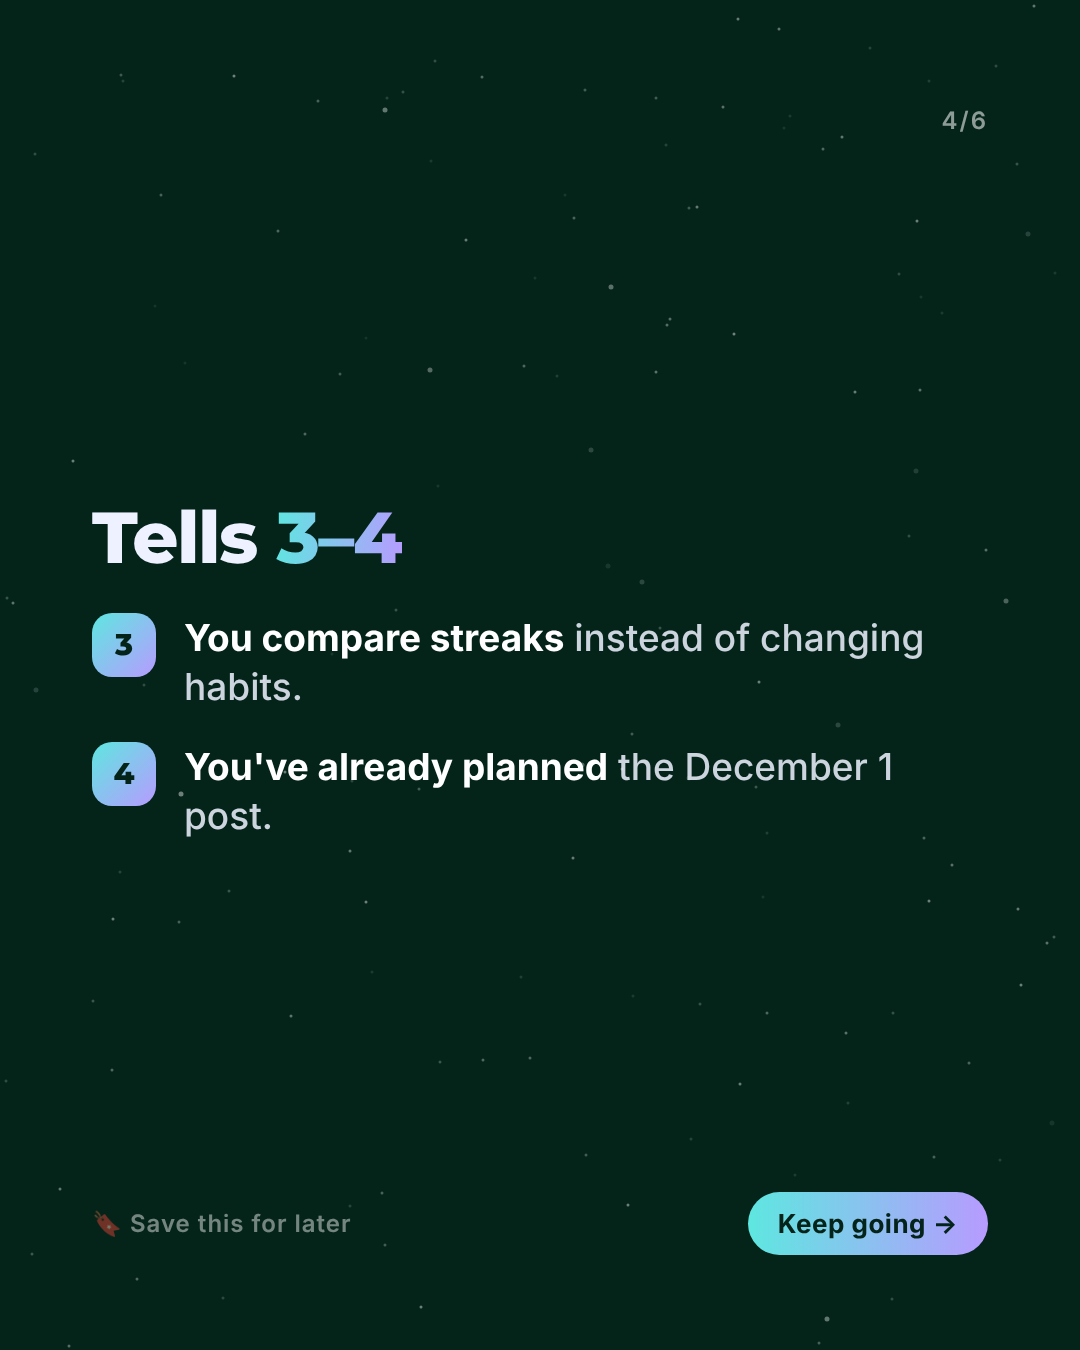 4/6
Tells 3–4
3
You compare streaks instead of changing
habits.
4
You've already planned the December 1
post.
Save this for later
Keep going →